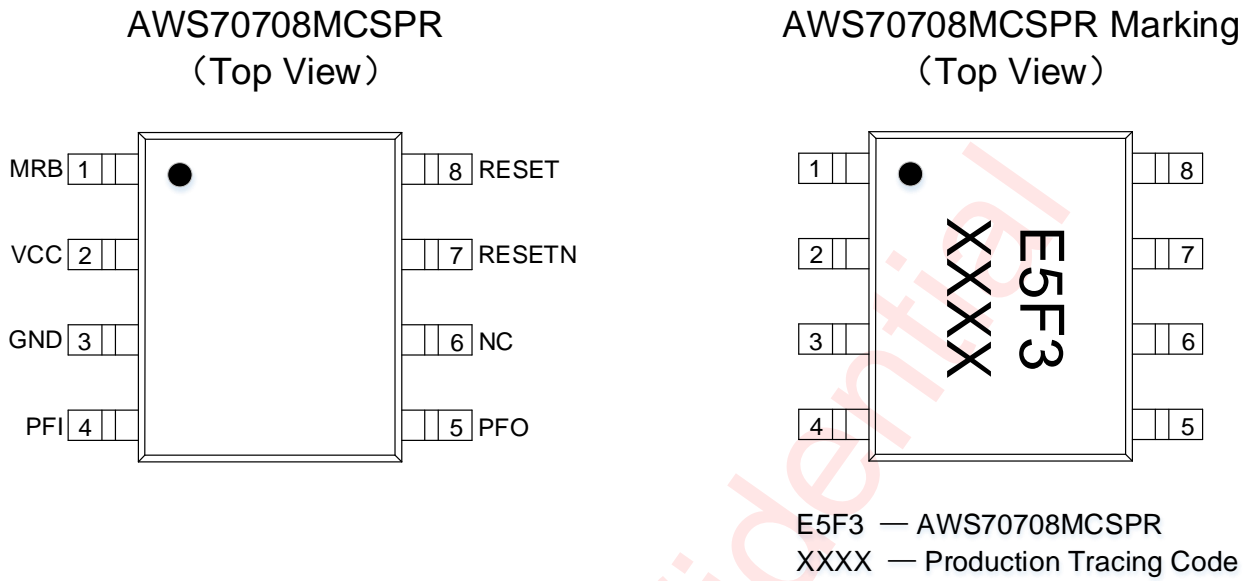 AWS70708MCSPR
（Top View）
MRB 1
8 RESET
VCC 2
7 RESETN
GND 3
6 NC
PFI 4
5 PFO
AWS70708MCSPR Marking
（Top View）
1
8
2
7
3
6
4
5
E5F3
XXXX
E5F3 — AWS70708MCSPR
XXXX — Production Tracing Code